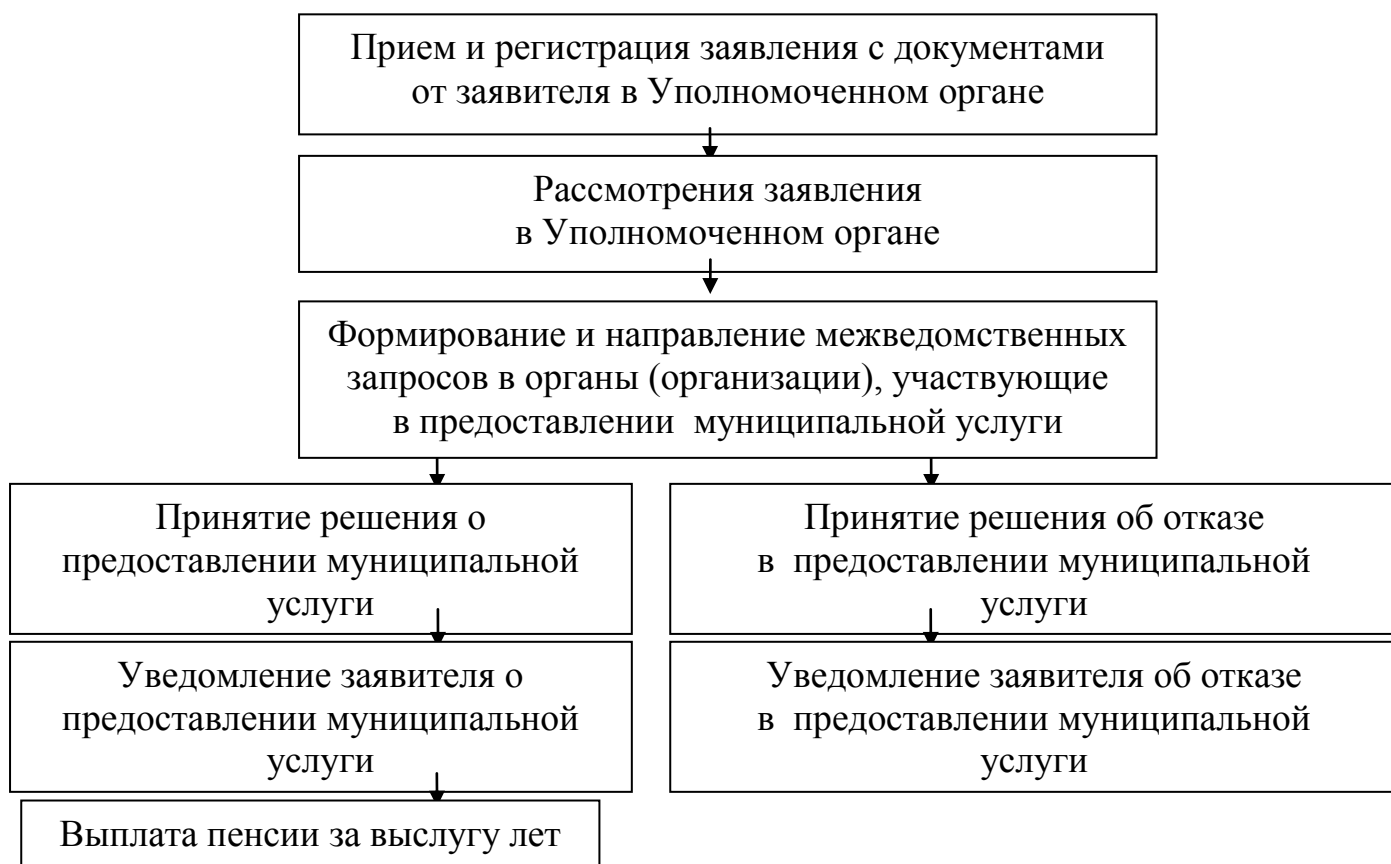 Прием и регистрация заявления с документами
от заявителя в Уполномоченном органе
Рассмотрения заявления
в Уполномоченном органе
Формирование и направление межведомственных
запросов в органы (организации), участвующие
в предоставлении муниципальной услуги
Принятие решения о
предоставлении муниципальной
услуги
Принятие решения об отказе
в предоставлении муниципальной
услуги
Уведомление заявителя о
предоставлении муниципальной
услуги
Уведомление заявителя об отказе
в предоставлении муниципальной
услуги
Выплата пенсии за выслугу лет